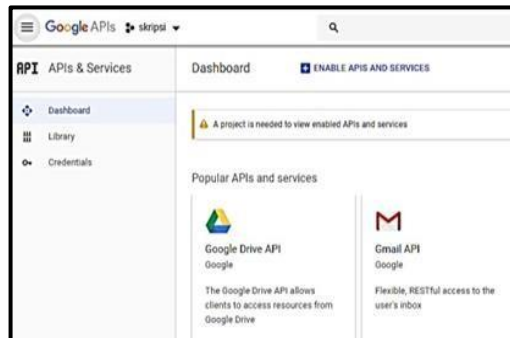 Google APIs skripsi
API APIs & Services
Dashboard
Library
Credentials
Dashboard ENABLE APIS AND SERVICES
A project is needed to view enabled APIs and services
Popular APIs and services
Google Drive API
Google
The Google Drive API allows
clients to access resources from
Google Drive
Gmail API
Google
Flexible, RESTful access to the
user's inbox